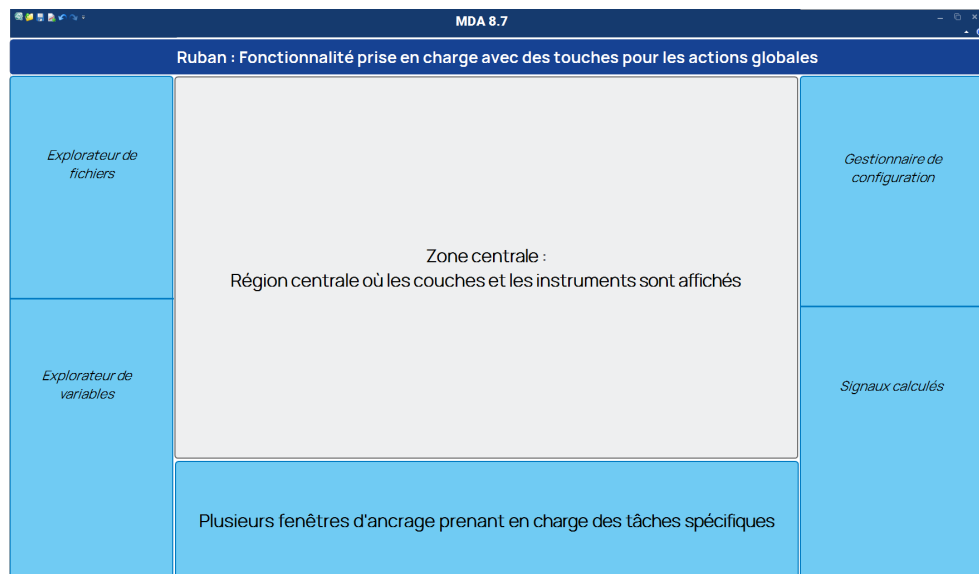 MDA 8.7
Ruban : Fonctionnalité prise en charge avec des touches pour les actions globales
Explorateur de
fichiers
Zone centrale :
Région centrale où les couches et les instruments sont affichés
Gestionnaire de
configuration
Explorateur de
variables
Signaux calculés
Plusieurs fenêtres d'ancrage prenant en charge des tâches spécifiques